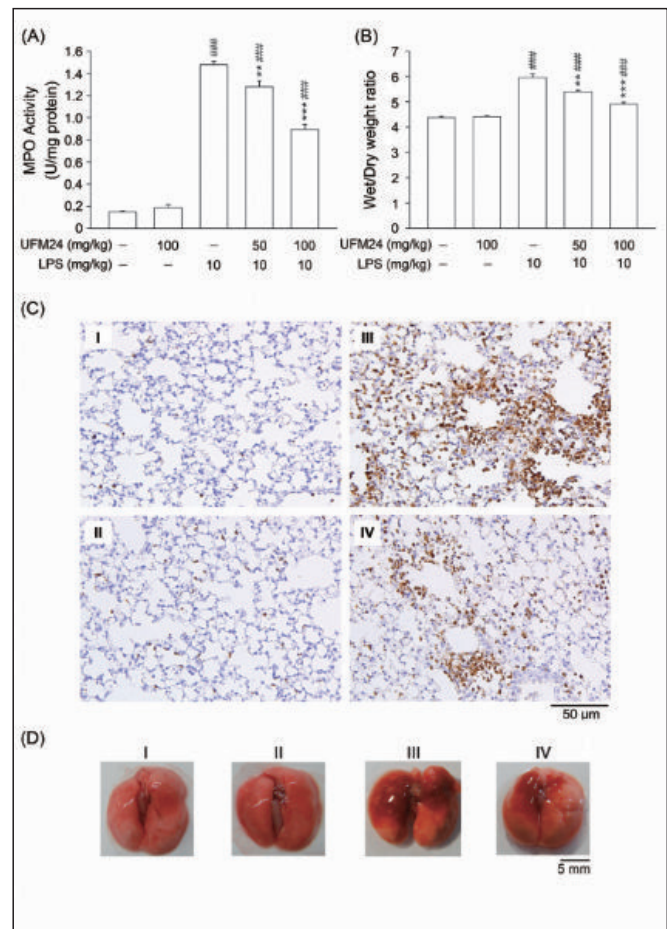 (A)
MPO Activity
(U/mg protein)
1.6
1.4
1.2
1.0
0.8
0.6
0.4
0.2
0
###
** ###
*** ###
UFM24 (mg/kg) – 100 – 50 100
LPS (mg/kg) – – 10 10 10
(B)
Wet/Dry weight ratio
7
6
5
4
3
2
1
0
###
** ###
*** ###
UFM24 (mg/kg) – 100 – 50 100
LPS (mg/kg) – – 10 10 10
(C)
I
III
II
IV
50 µm
(D)
I II III IV
5 mm